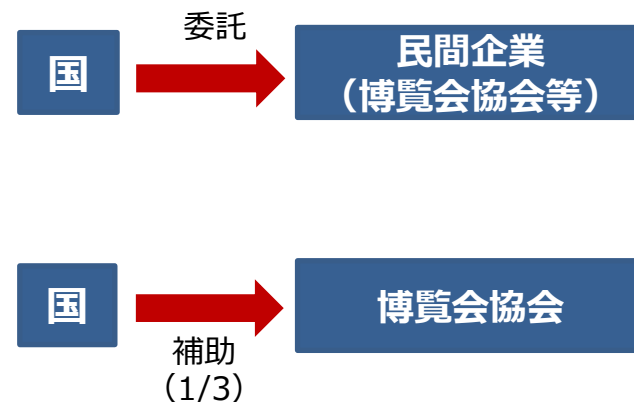 委託
国
民間企業
（博覧会協会等）
国
博覧会協会
補助
（1/3）